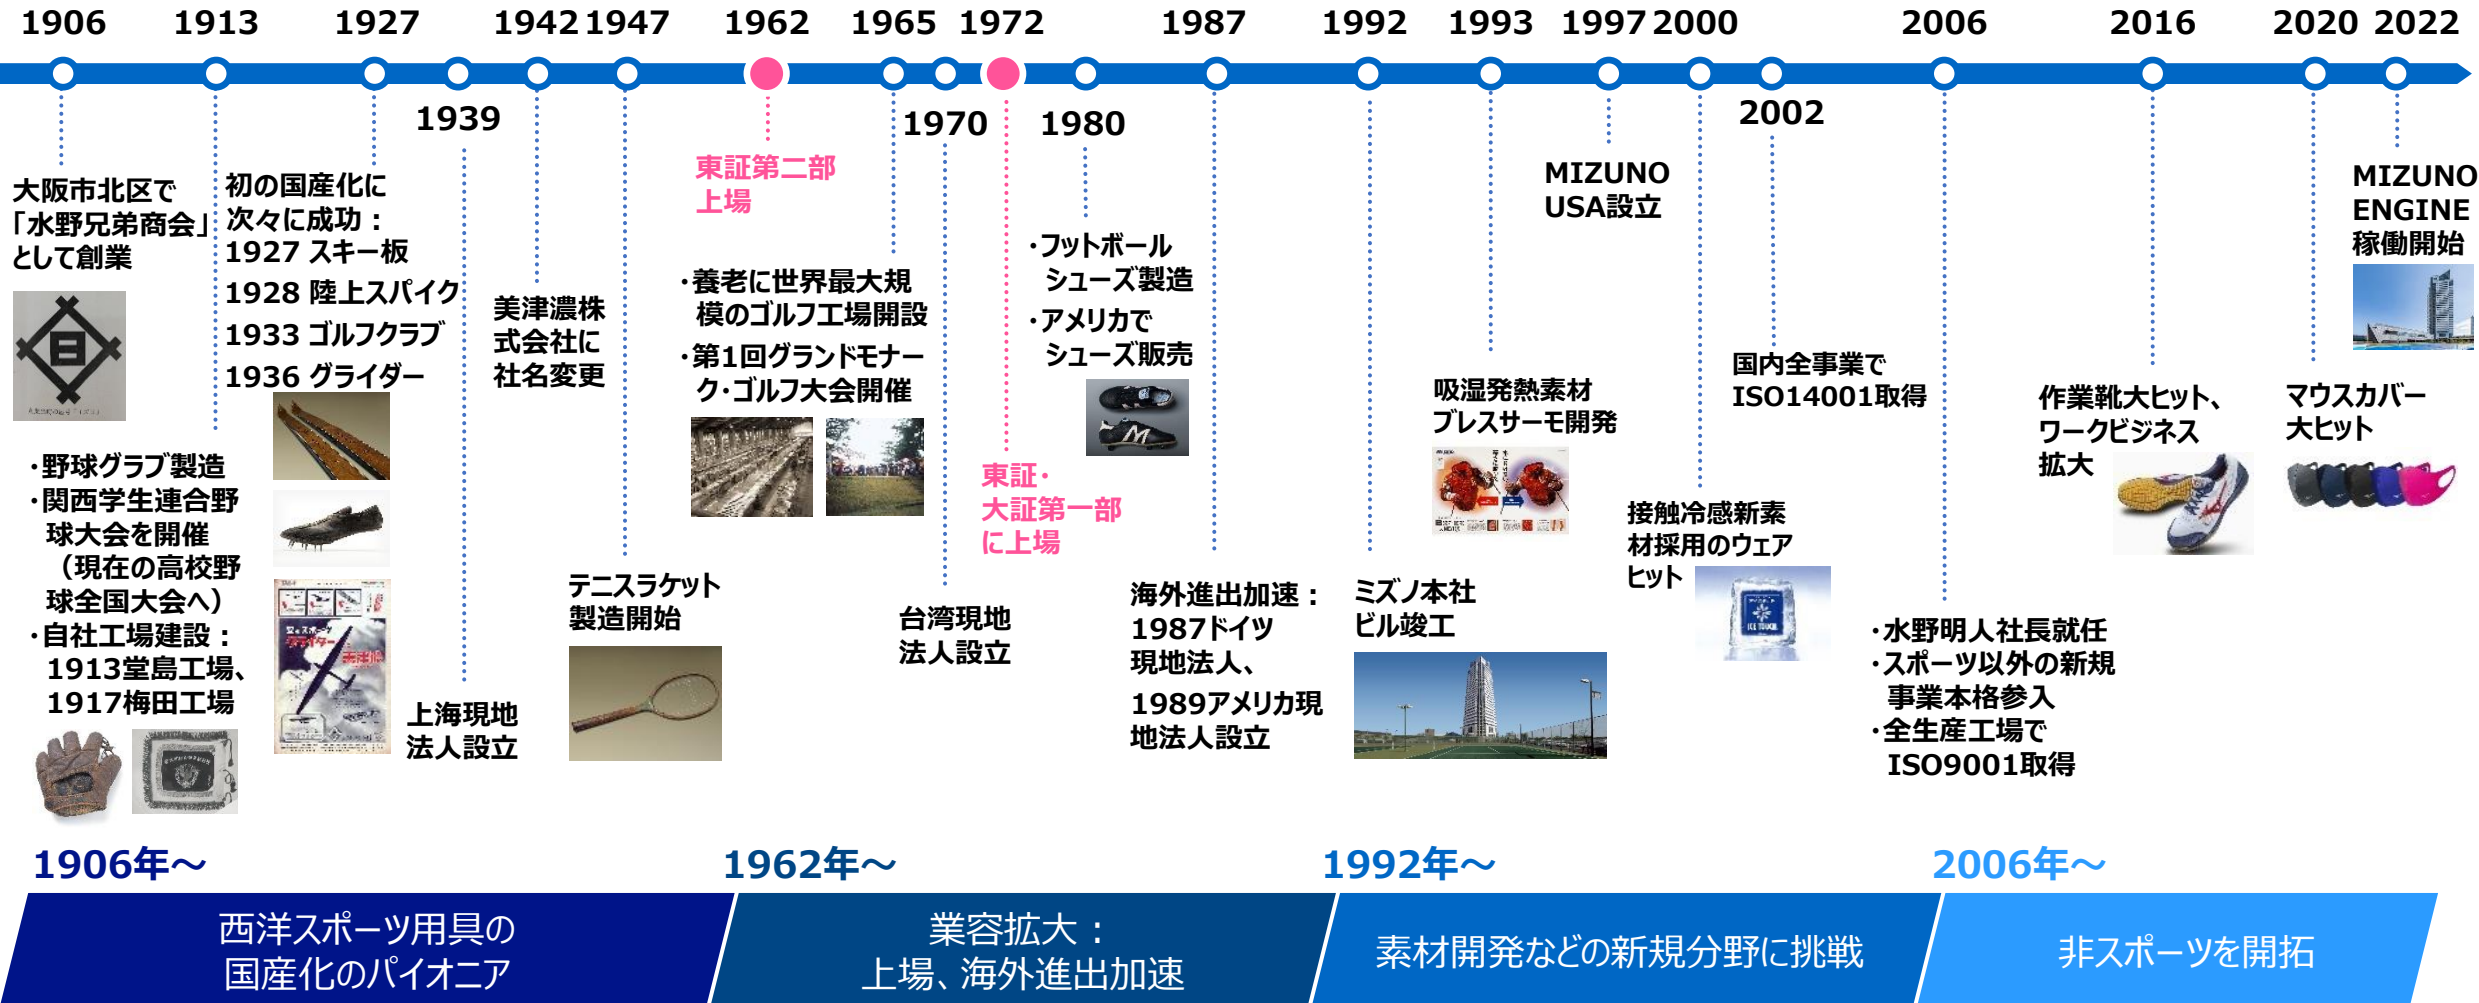 1906
1913
1927
1942
1947
1962
1965
1972
1987
1992
1993
1997
2000
2006
2016
2020
2022
1939
1970
1980
2002
大阪市北区で
「水野兄弟商会」
として創業
・野球グラブ製造
・関西学生連合野
球大会を開催
（現在の高校野
球全国大会へ）
・自社工場建設：
1913堂島工場、
1917梅田工場
初の国産化に
次々に成功：
1927 スキー板
1928 陸上スパイク
1933 ゴルフクラブ
1936 グライダー
上海現地
法人設立
美津濃株
式会社に
社名変更
テニスラケット
製造開始
東証第二部
上場
・養老に世界最大規
模のゴルフ工場開設
・第1回グランドモナー
ク・ゴルフ大会開催
台湾現地
法人設立
東証・
大証第一部
に上場
・フットボール
シューズ製造
・アメリカで
シューズ販売
海外進出加速：
1987ドイツ
現地法人、
1989アメリカ現
地法人設立
ミズノ本社
ビル竣工
吸湿発熱素材
ブレスサーモ開発
MIZUNO
USA設立
接触冷感新素
材採用のウェア
ヒット
ICE TOUCH
国内全事業で
ISO14001取得
・水野明人社長就任
・スポーツ以外の新規
事業本格参入
・全生産工場で
ISO9001取得
作業靴大ヒット、
ワークビジネス
拡大
マウスカバー
大ヒット
MIZUNO
ENGINE
稼働開始
1906年～
1962年～
1992年～
2006年～
西洋スポーツ用具の
国産化のパイオニア
業容拡大：
上場、海外進出加速
素材開発などの新規分野に挑戦
非スポーツを開拓